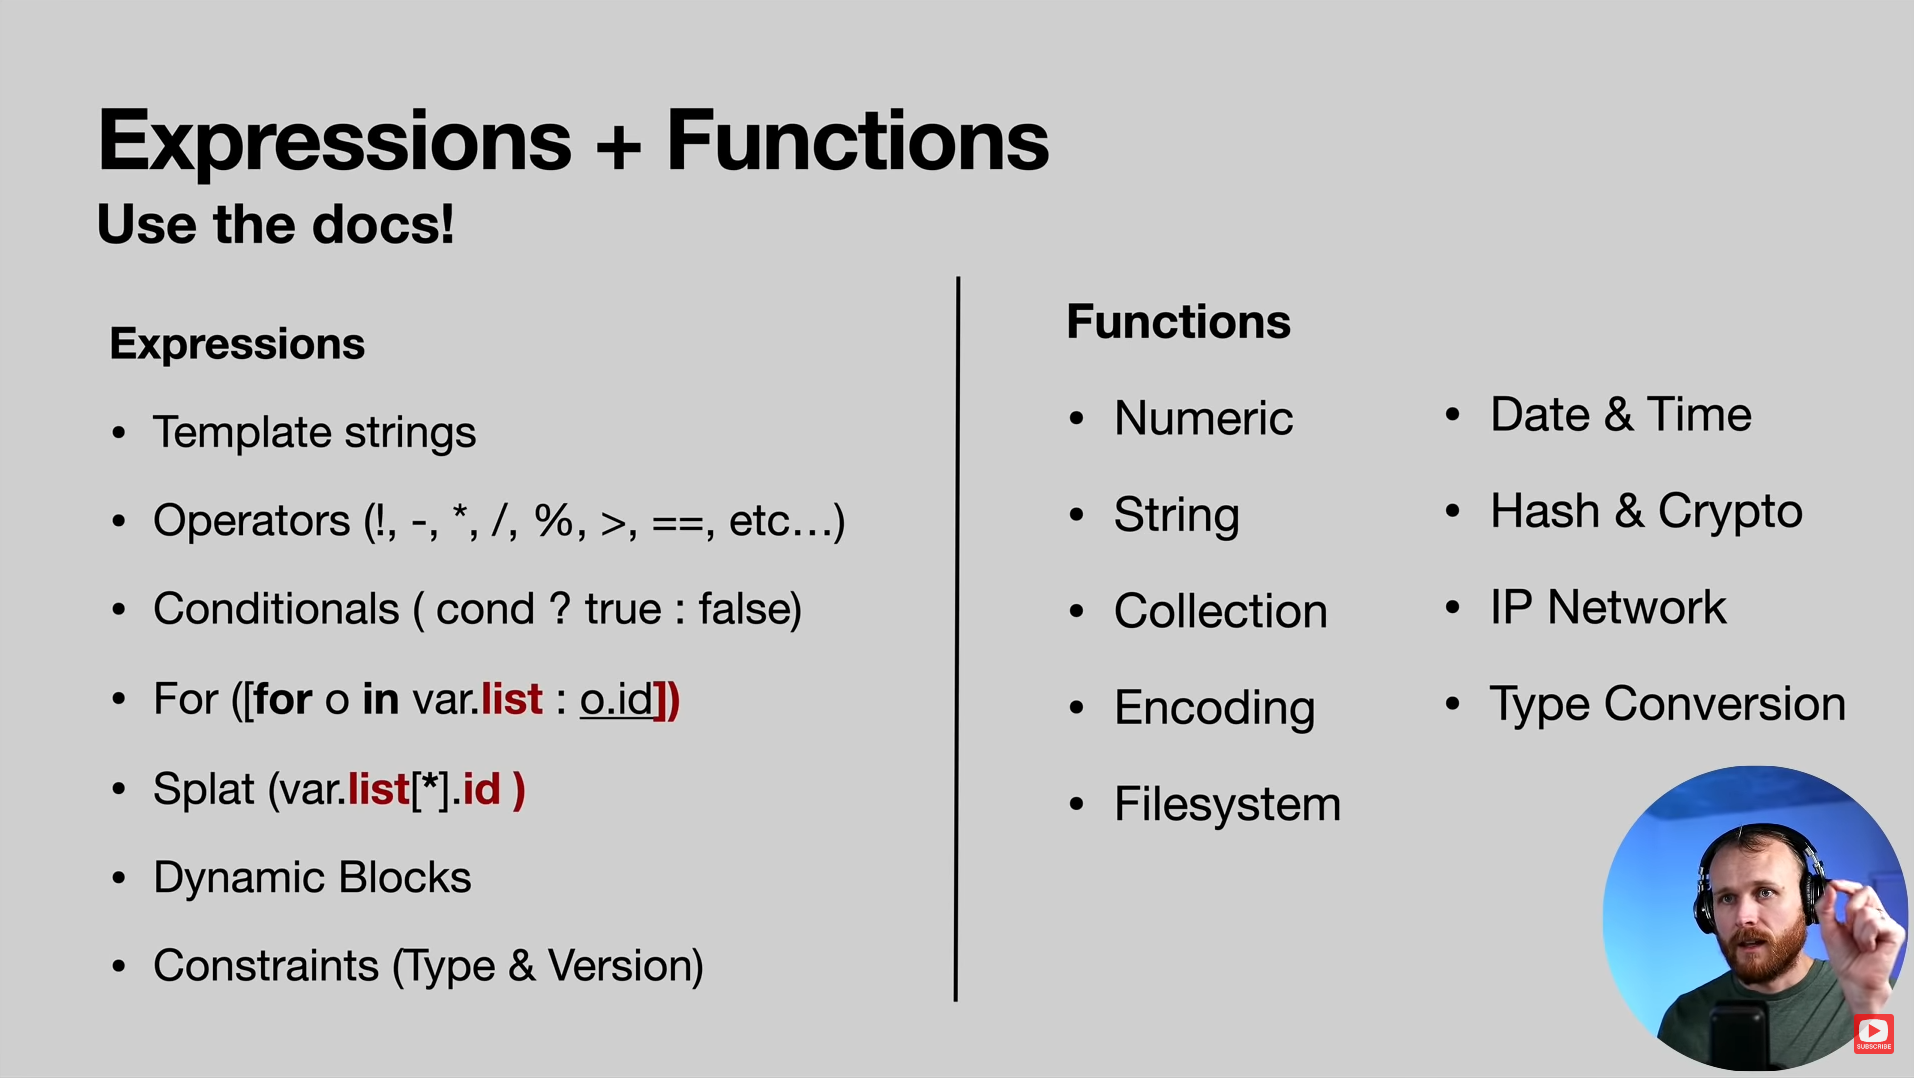 Expressions + Functions
Use the docs!
Expressions
• Template strings
• Operators (!, -, *, /, %, >, ==, etc…)
• Conditionals ( cond ? true : false)
• For ([for o in var.list : o.id])
• Splat (var.list[*].id )
• Dynamic Blocks
• Constraints (Type & Version)
Functions
• Numeric
• String
• Collection
• Encoding
• Filesystem
• Date & Time
• Hash & Crypto
• IP Network
• Type Conversion
SUBSCRIBE